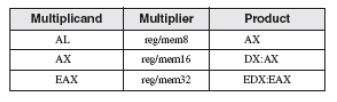 Multiplicand Multiplier Product
AL reg/mem8 AX
AX reg/mem16 DX:AX
EAX reg/mem32 EDX:EAX